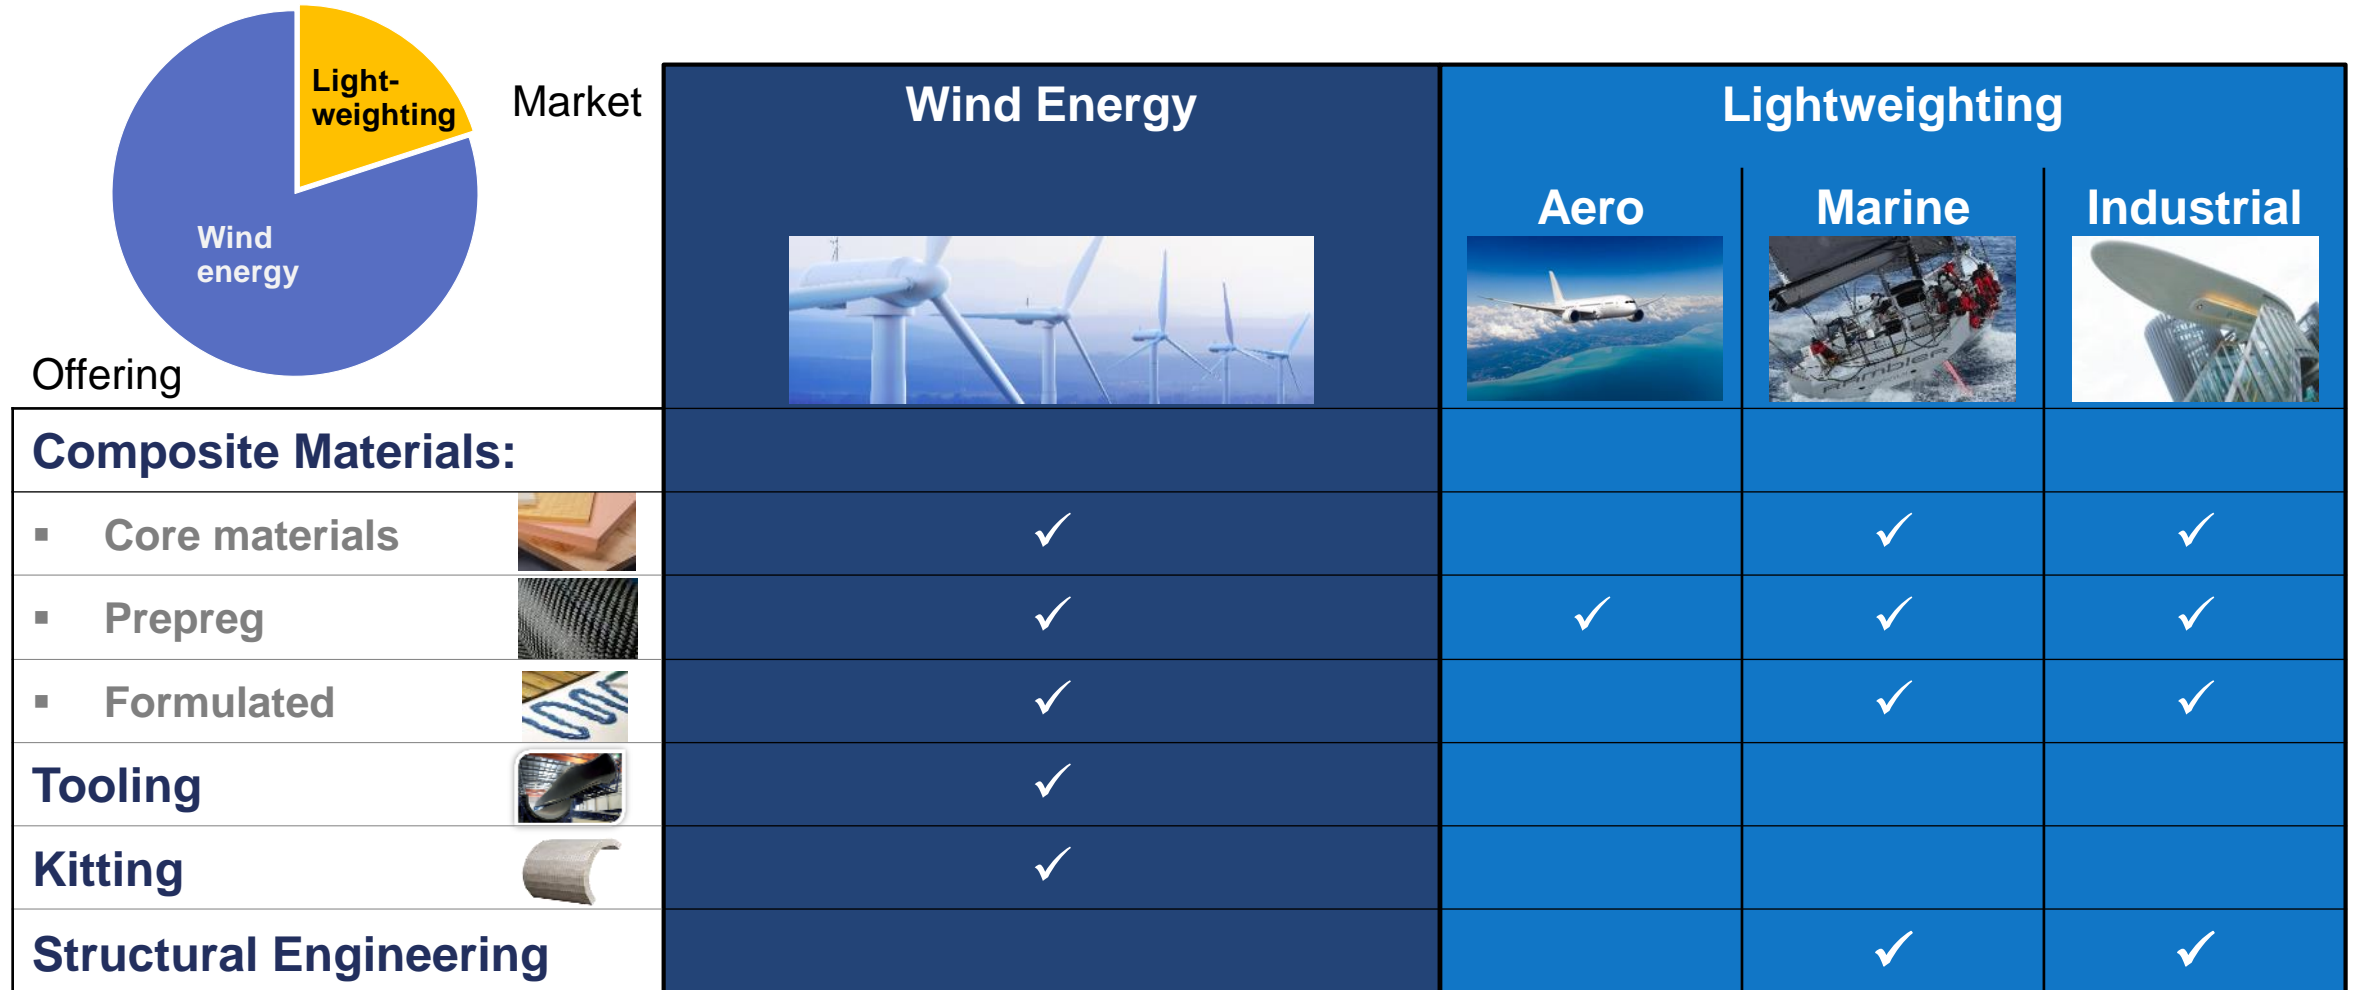 Light-
weighting
Wind
energy
Market
Offering
Wind Energy
Lightweighting
Aero
Marine
Industrial
Rambler
Composite Materials:
▪ Core materials
✓ ✓ ✓
▪ Prepreg
✓ ✓ ✓ ✓
▪ Formulated
✓ ✓ ✓
Tooling
✓
Kitting
✓
Structural Engineering
✓ ✓